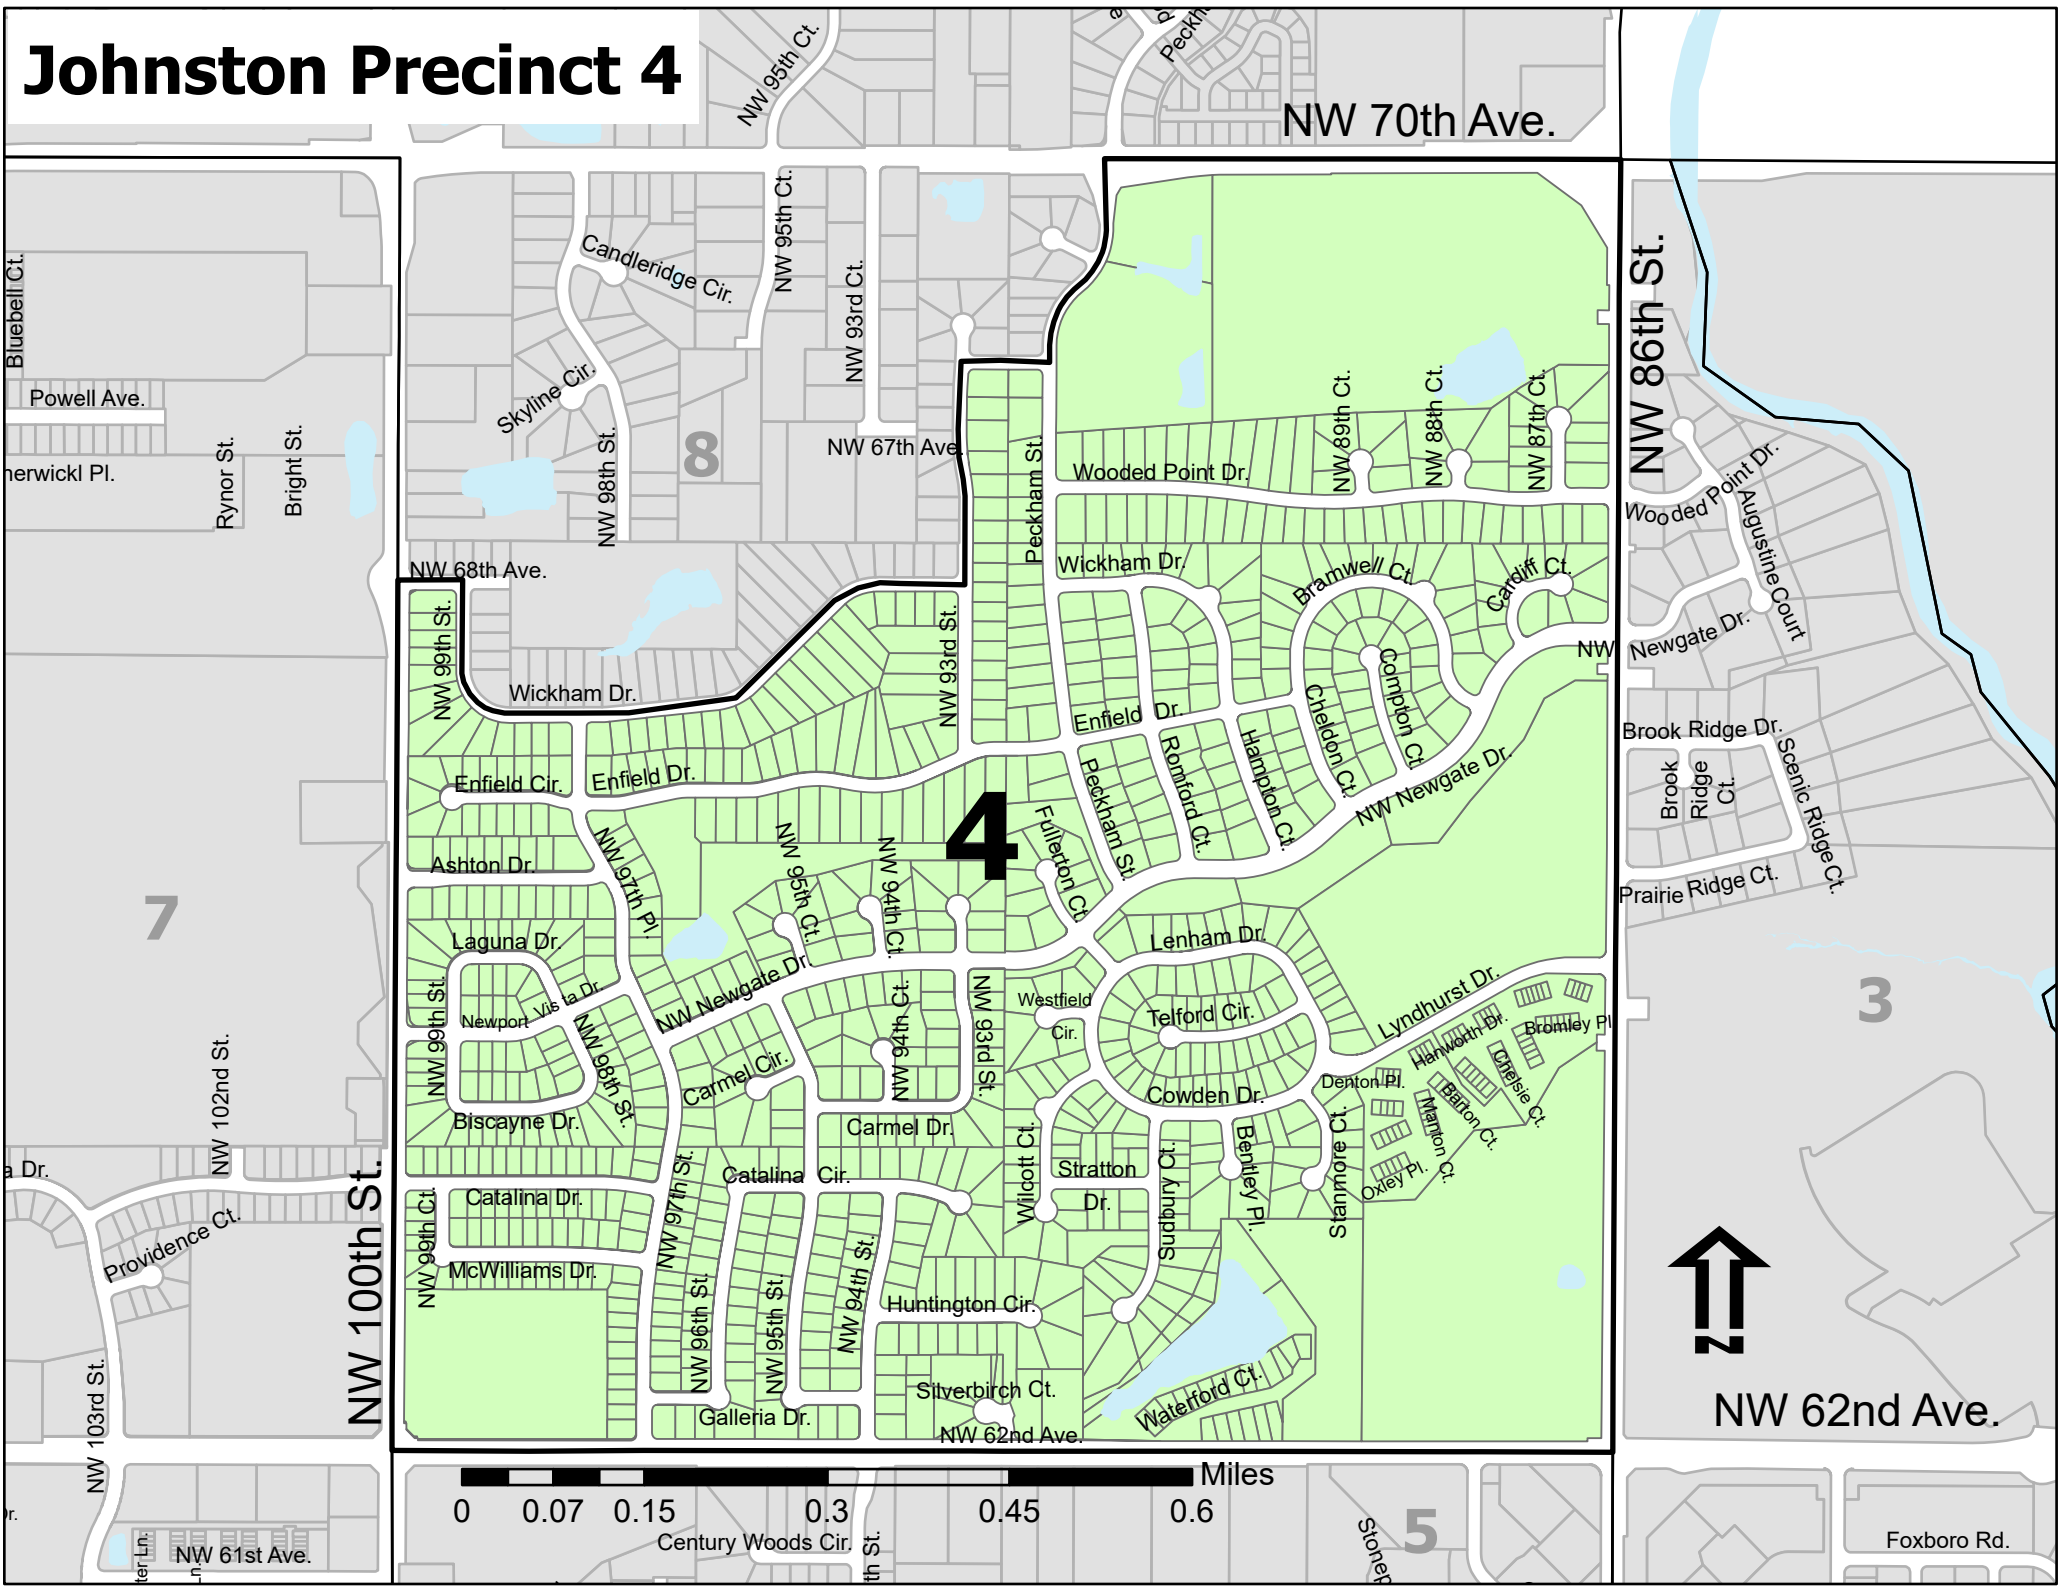 Johnston Precinct 4
NW 95th Ct.
NW 70th Ave.
NW 86th St.
Bluebell Ct.
Candleridge Cir.
NW 95th Ct.
NW 93rd Ct.
Powell Ave.
Skyline Cir.
8
NW 67th Ave.
NW 98th St.
Rynor St.
Bright St.
Peckham St.
Wooded Point Dr.
NW 89th Ct.
NW 88th Ct.
NW 87th Ct.
Wooded Point Dr.
Augustine Court
NW 68th Ave.
Wickham Dr.
Bramwell Ct.
Cardiff Ct.
NW
Newgate Dr.
NW 99th St.
Wickham Dr.
NW 93rd St.
Enfield Dr.
Cheldon Ct.
Compton Ct.
Brook Ridge Dr.
Brook
Ridge
Ct.
Scenic Ridge Ct.
Enfield Cir.
Enfield Dr.
Peckham St.
Romford Ct.
Hampton Ct.
NW Newgate Dr.
4
Fullerton Ct.
Ashton Dr.
NW 97th Pl.
NW 95th Ct.
NW 94th Ct.
Prairie Ridge Ct.
7
Laguna Dr.
Lenham Dr.
NW 99th St.
Newport Vista Dr.
NW 98th St.
NW Newgate Dr.
NW 94th Ct.
NW 93rd St.
Westfield
Cir.
Telford Cir.
Lyndhurst Dr.
Hanworth Dr.
Bromley Pl
Chelsie Ct.
3
NW 102nd St.
Carmel Cir.
Cowden Dr.
Denton Pl.
Barton Ct.
Manton Ct.
Oxley Pl.
Biscayne Dr.
Carmel Dr.
Wilcott Ct.
Stratton
Dr.
Sudbury Ct.
Bentley Pl.
Stanmore Ct.
a Dr.
Providence Ct.
NW 100th St.
NW 99th Ct.
Catalina Dr.
NW 97th St.
Catalina Cir.
McWilliams Dr.
NW 96th St.
NW 95th St.
NW 94th St.
Huntington Cir.
NW 103rd St.
Galleria Dr.
Silverbirch Ct.
NW 62nd Ave.
Waterford Ct.
N
NW 62nd Ave.
Miles
0 0.07 0.15 0.3 0.45 0.6
NW 61st Ave.
Century Woods Cir.
th St.
5
Foxboro Rd.